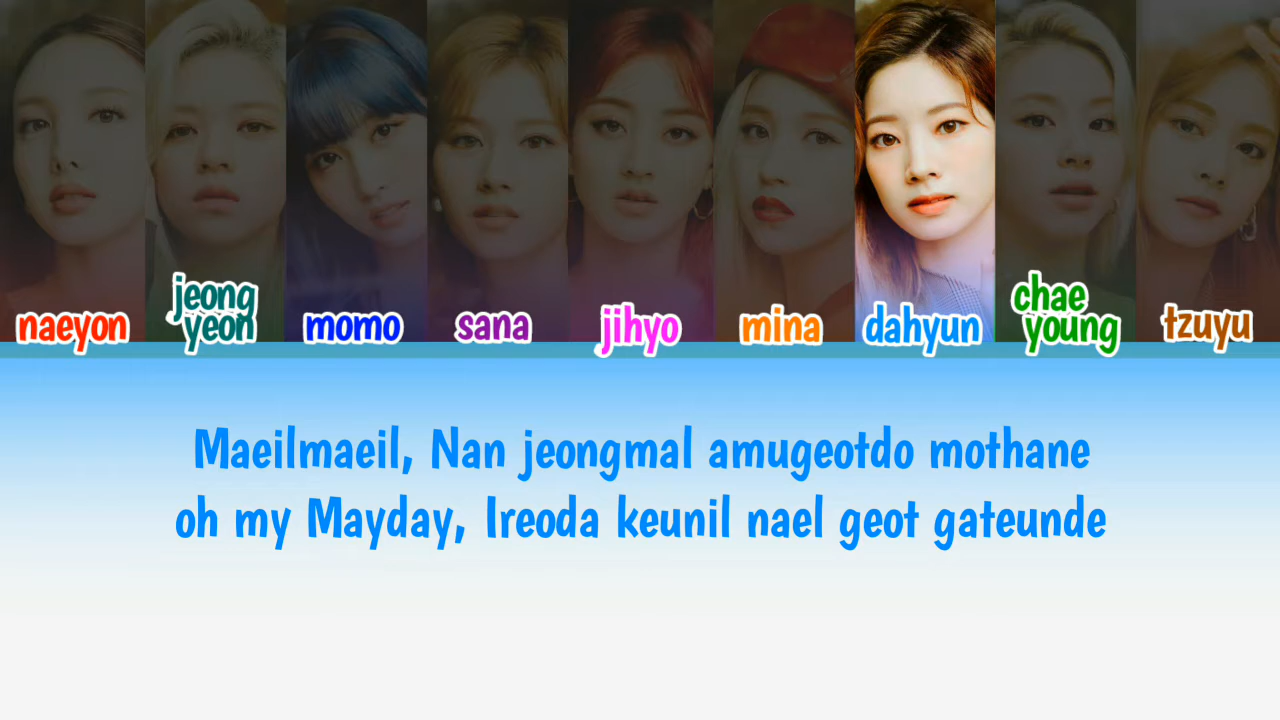 naeyon
jeong
yeon
momo
sana
jihyo
mina
dahyun
chae
young
tzuyu
Maeilmaeil, Nan jeongmal amugeotdo mothane
oh my Mayday, Ireoda keunil nael geot gateunde